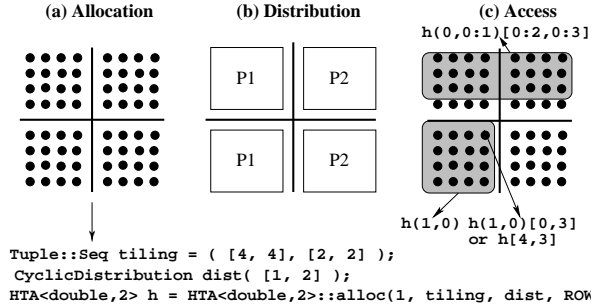 (a) Allocation (b) Distribution (c) Access
h(0,0:1)[0:2,0:3]
P1 P2
P1 P2
h(1,0) h(1,0)[0,3]
or h[4,3]
Tuple::Seq tiling = ( [4, 4], [2, 2] );
CyclicDistribution dist( [1, 2] );
HTA<double,2> h = HTA<double,2>::alloc(1, tiling, dist, ROW